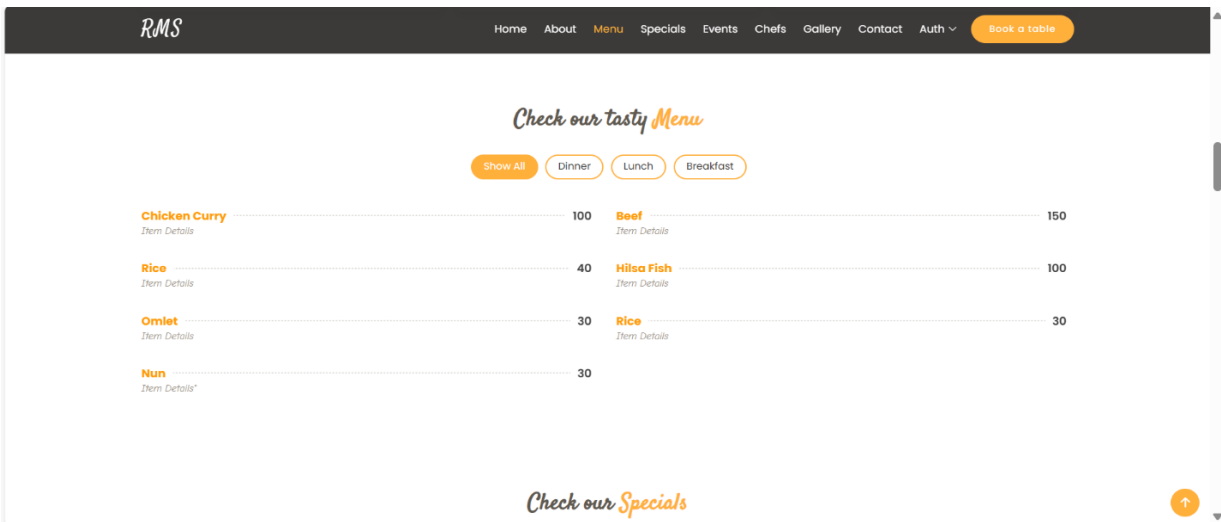 RMS Home About Menu Specials Events Chefs Gallery Contact Auth Book a table
Check our tasty Menu
Show All Dinner Lunch Breakfast
Chicken Curry 100
Item Details
Beef 150
Item Details
Rice 40
Item Details
Hilsa Fish 100
Item Details
Omlet 30
Item Details
Rice 30
Item Details
Nun 30
Item Details"
Check our Specials